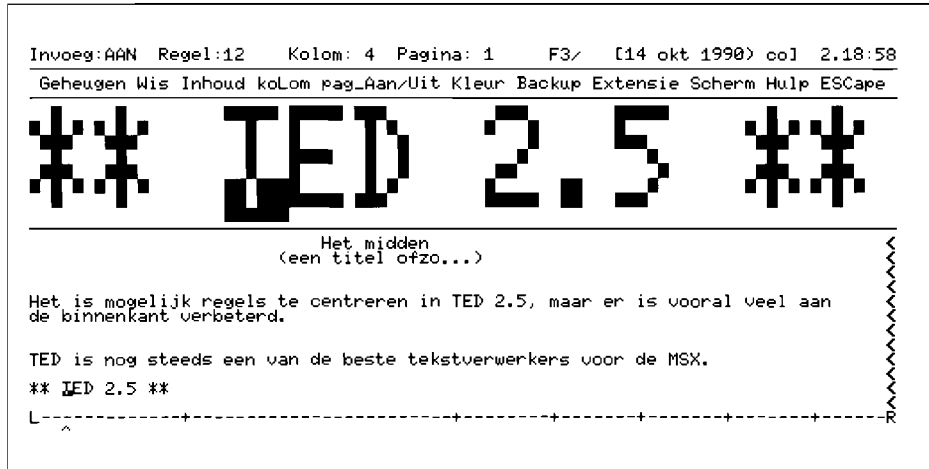 Invoeg:AAN Regel:12 Kolom: 4 Pagina: 1 F3/ [14 okt 1990) co] 2.18:58
Geheugen Wis Inhoud koLom pag_Aan/Uit Kleur Backup Extensie Scherm Hulp ESCape
** TED 2.5 **
Het midden
(een titel ofzo...)
Het is mogelijk regels te centreren in TED 2.5, maar er is vooral veel aan
de binnenkant verbeterd.
TED is nog steeds een van de beste tekstverwerkers voor de MSX.
** TED 2.5 **
L-------------+------------------------+--------+-------+-------+-------+------R
^